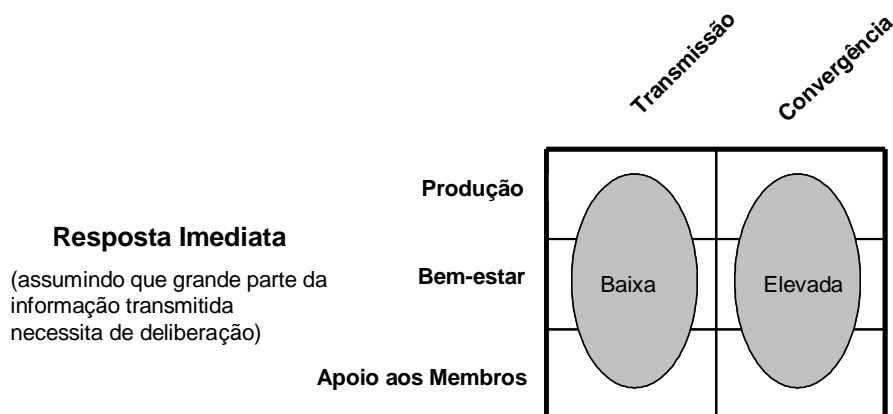 Transmissão
Convergência
Produção
Resposta Imediata
(assumindo que grande parte da
informação transmitida
necessita de deliberação)
Bem-estar
Baixa
Elevada
Apoio aos Membros